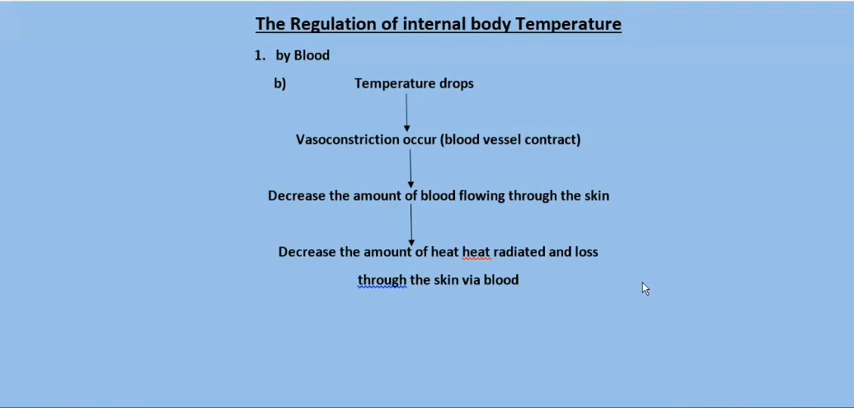 The Regulation of internal body Temperature
1. by Blood
b) Temperature drops
Vasoconstriction occur (blood vessel contract)
Decrease the amount of blood flowing through the skin
Decrease the amount of heat heat radiated and loss
through the skin via blood